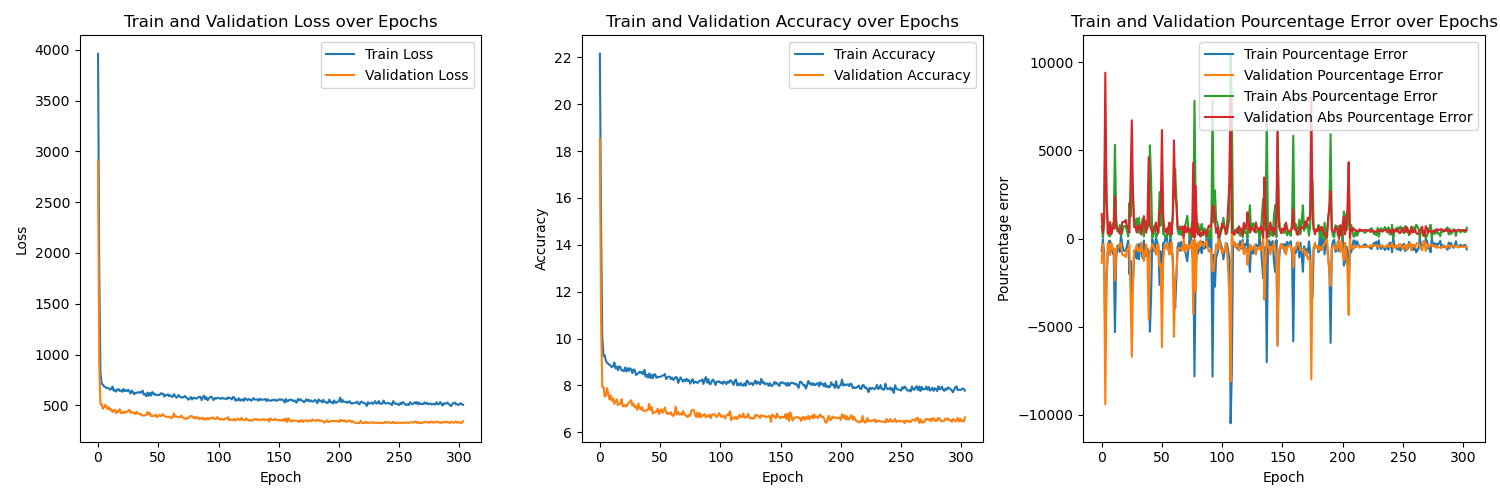 Train and Validation Loss over Epochs
Train Loss
Validation Loss
4000
3500
3000
2500
2000
1500
1000
500
Loss
0
50
100
150
200
250
300
Epoch
Train and Validation Accuracy over Epochs
Train Accuracy
Validation Accuracy
22
20
18
16
14
12
10
8
6
Accuracy
0
50
100
150
200
250
300
Epoch
Train and Validation Pourcentage Error over Epochs
Train Pourcentage Error
Validation Pourcentage Error
Train Abs Pourcentage Error
Validation Abs Pourcentage Error
10000
5000
0
−5000
−10000
Pourcentage error
0
50
100
150
200
250
300
Epoch